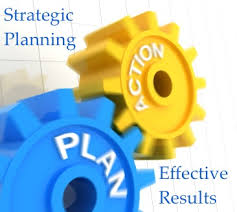 Strategic
Planning
ACTION
PLAN
Effective
Results